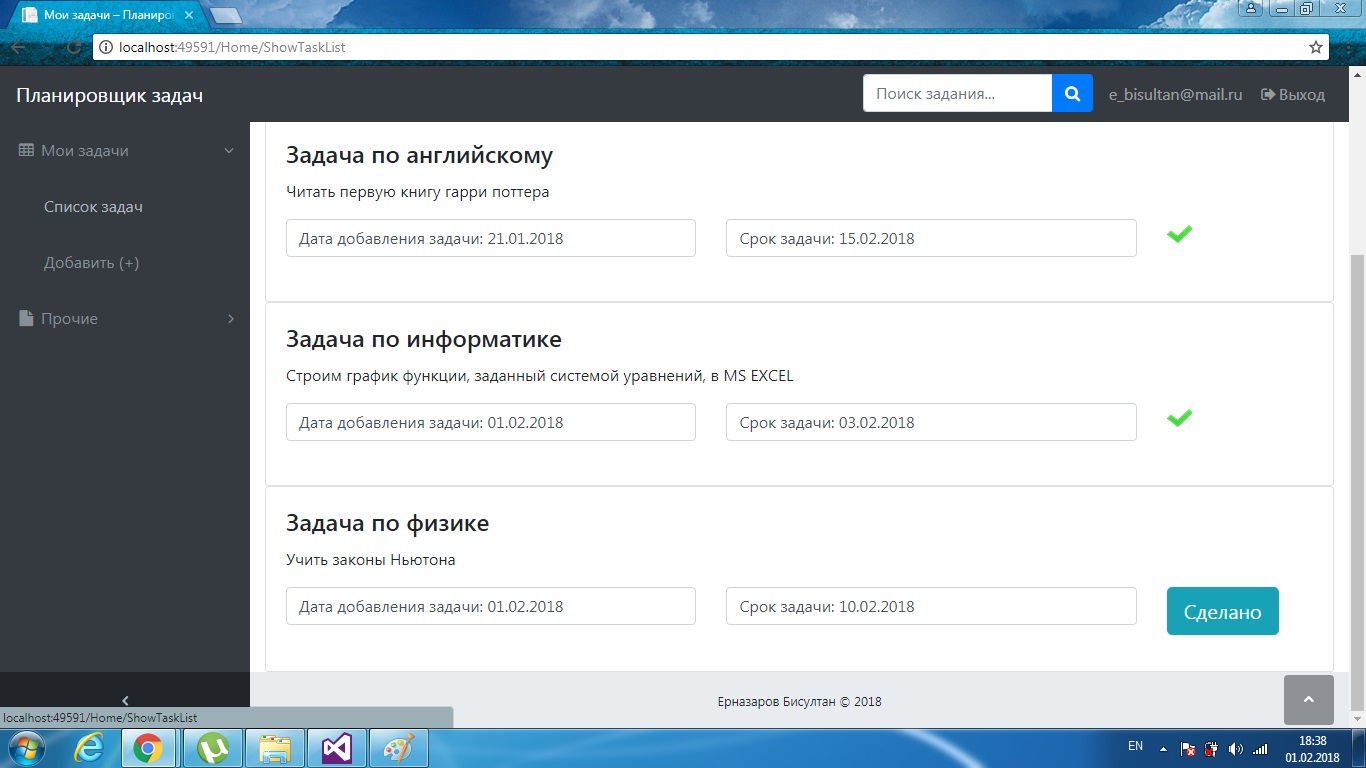 Мои задачи – Планиро
localhost:49591/Home/ShowTaskList
Планировщик задач
Поиск задания...
e_bisultan@mail.ru
Выход
Мои задачи
Список задач
Добавить (+)
Прочие
Задача по английскому
Читать первую книгу гарри поттера
Дата добавления задачи: 21.01.2018
Срок задачи: 15.02.2018
Задача по информатике
Строим график функции, заданный системой уравнений, в MS EXCEL
Дата добавления задачи: 01.02.2018
Срок задачи: 03.02.2018
Задача по физике
Учить законы Ньютона
Дата добавления задачи: 01.02.2018
Срок задачи: 10.02.2018
Сделано
Ерназаров Бисултан © 2018
localhost:49591/Home/ShowTaskList
EN
18:38
01.02.2018